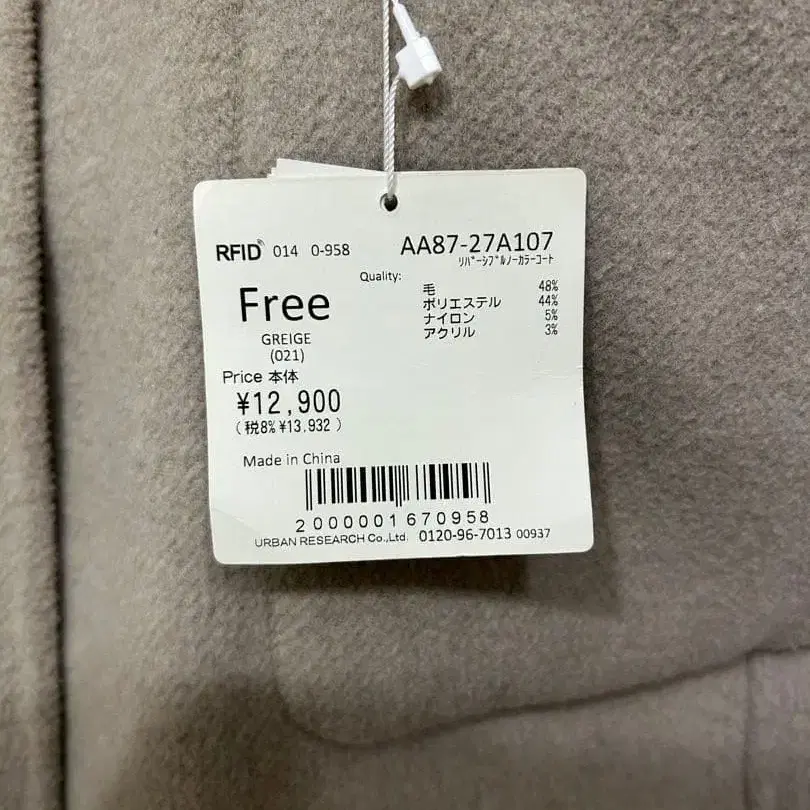 RFID 014 0-958 AA87-27A107
ﾘﾊﾞｰｼﾌﾞﾙﾉｰｶﾗｰｺｰﾄ
Quality:
Free
毛 48%
ポリエステル 44%
ナイロン 5%
アクリル 3%
GREIGE
(021)
Price 本体
¥12,900
(税8% ¥13,932)
Made in China
2000001670958
URBAN RESEARCH Co.,Ltd. 0120-96-7013 00937